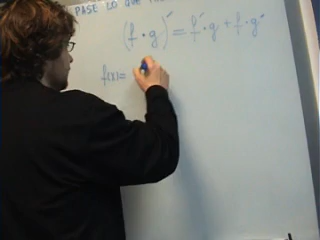 PASE LO QUE
(f · g)′ = f′ · g + f · g′
f(x) =